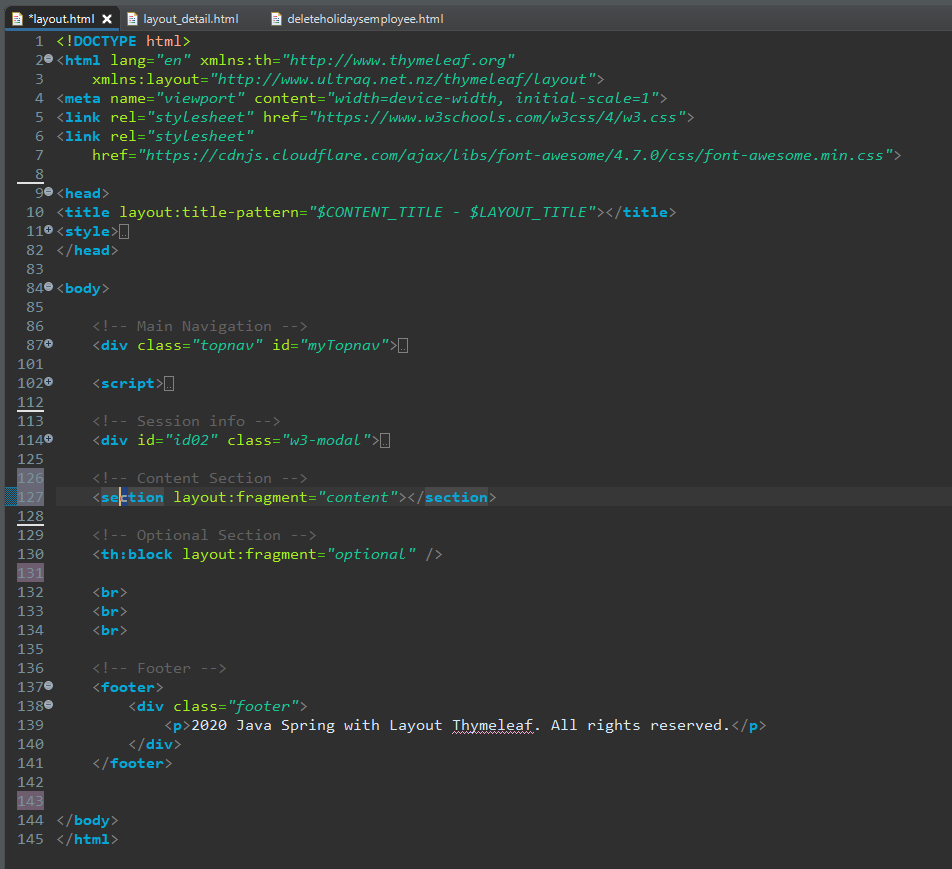 *layout.html layout_detail.html deleteholidaysemployee.html
1 <!DOCTYPE html>
2 <html lang="en" xmlns:th="http://www.thymeleaf.org"
3 xmlns:layout="http://www.ultraq.net.nz/thymeleaf/layout">
4 <meta name="viewport" content="width=device-width, initial-scale=1">
5 <link rel="stylesheet" href="https://www.w3schools.com/w3css/4/w3.css">
6 <link rel="stylesheet"
7 href="https://cdnjs.cloudflare.com/ajax/libs/font-awesome/4.7.0/css/font-awesome.min.css">
8
9 <head>
10 <title layout:title-pattern="$CONTENT_TITLE - $LAYOUT_TITLE"></title>
11 <style>
82 </head>
83
84 <body>
85
86 <!-- Main Navigation -->
87 <div class="topnav" id="myTopnav">
101
102 <script>
112
113 <!-- Session info -->
114 <div id="id02" class="w3-modal">
125
126 <!-- Content Section -->
127 <section layout:fragment="content"></section>
128
129 <!-- Optional Section -->
130 <th:block layout:fragment="optional" />
131
132 <br>
133 <br>
134 <br>
135
136 <!-- Footer -->
137 <footer>
138 <div class="footer">
139 <p>2020 Java Spring with Layout Thymeleaf. All rights reserved.</p>
140 </div>
141 </footer>
142
143
144 </body>
145 </html>